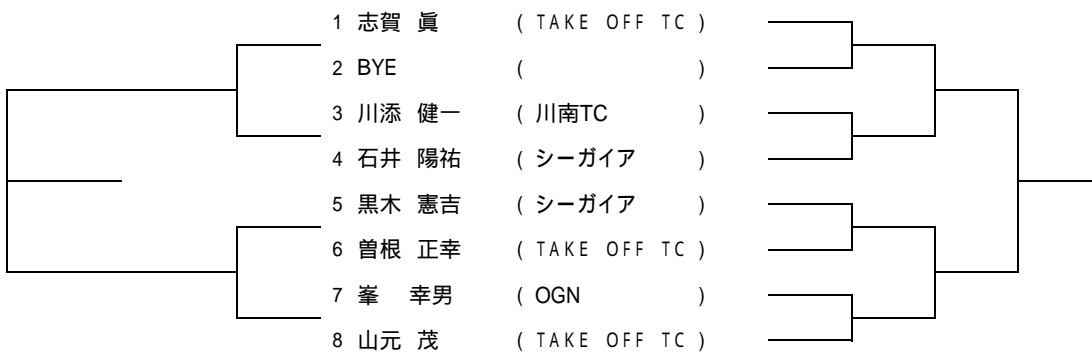 1 志賀 眞 ( TAKE OFF TC )
2 BYE ( )
3 川添 健一 ( 川南TC )
4 石井 陽祐 ( シーガイア )
5 黒木 憲吉 ( シーガイア )
6 曽根 正幸 ( TAKE OFF TC )
7 峯 幸男 ( OGN )
8 山元 茂 ( TAKE OFF TC )